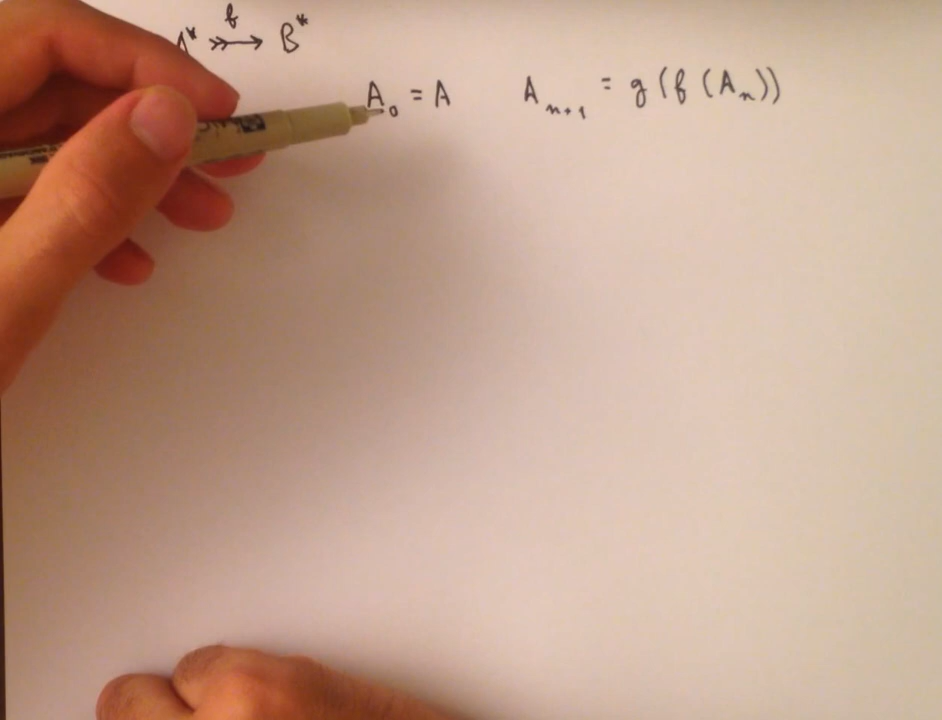 f
A* ↠ B*
A₀ = A    Aₙ₊₁ = g(f(Aₙ))